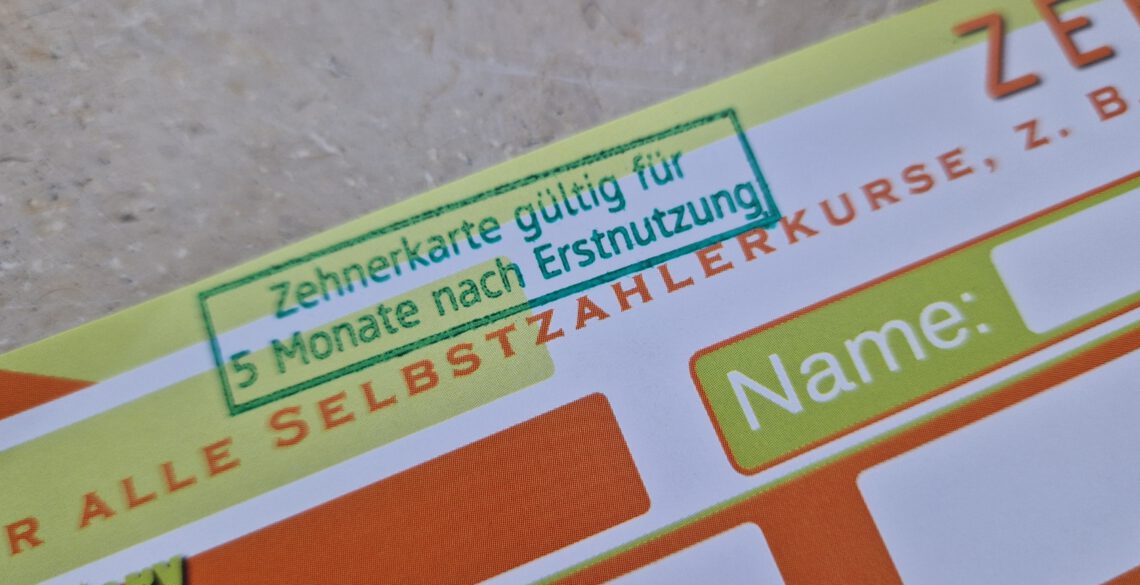 ZE
Zehnerkarte gültig für
5 Monate nach Erstnutzung
R ALLE SELBSTZAHLERKURSE, Z. B.
Name: